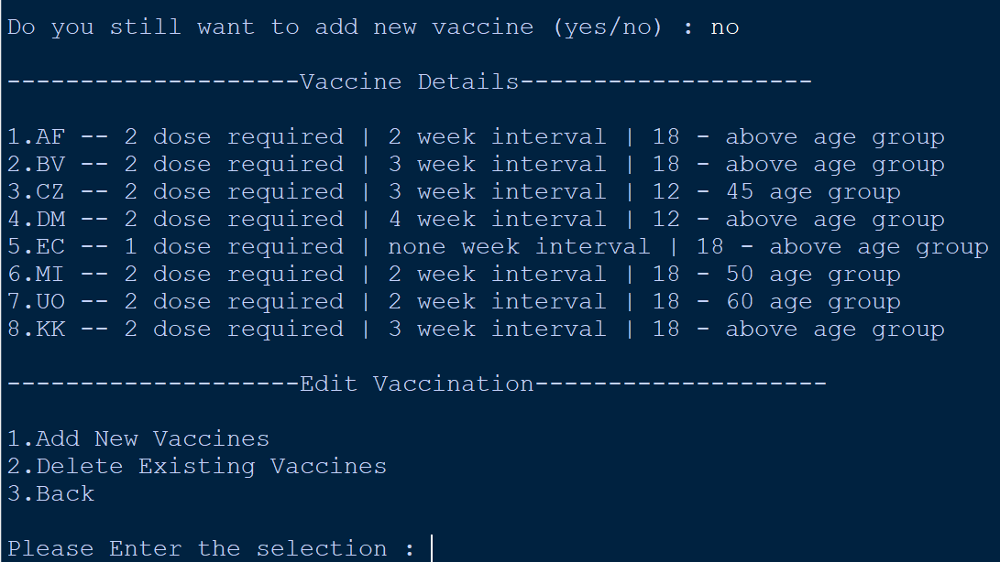 Do you still want to add new vaccine (yes/no) : no
--------------------Vaccine Details--------------------
1.AF -- 2 dose required | 2 week interval | 18 - above age group
2.BV -- 2 dose required | 3 week interval | 18 - above age group
3.CZ -- 2 dose required | 3 week interval | 12 - 45 age group
4.DM -- 2 dose required | 4 week interval | 12 - above age group
5.EC -- 1 dose required | none week interval | 18 - above age group
6.MI -- 2 dose required | 2 week interval | 18 - 50 age group
7.UO -- 2 dose required | 2 week interval | 18 - 60 age group
8.KK -- 2 dose required | 3 week interval | 18 - above age group
--------------------Edit Vaccination--------------------
1.Add New Vaccines
2.Delete Existing Vaccines
3.Back
Please Enter the selection :